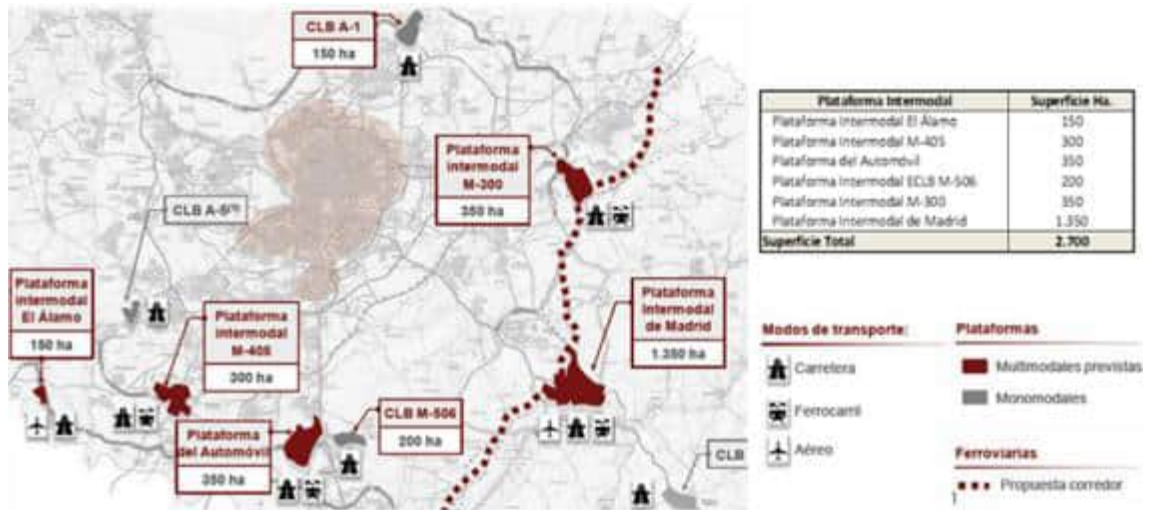 CLB A-1
150 ha
Plataforma
intermodal
M-300
350 ha
CLB A-5(*)
Plataforma
intermodal
El Álamo
150 ha
Plataforma
intermodal
M-405
300 ha
Plataforma
Intermodal
de Madrid
1.350 ha
Plataforma
del Automóvil
350 ha
CLB M-506
200 ha
CLB
Plataforma Intermodal Superficie Ha.
Plataforma Intermodal El Álamo 150
Plataforma Intermodal M-405 300
Plataforma del Automóvil 350
Plataforma Intermodal ECLB M-506 200
Plataforma Intermodal M-300 350
Plataforma Intermodal de Madrid 1.350
Superficie Total 2.700
Modos de transporte:
Carretera
Ferrocarril
Aéreo
Plataformas
Multimodales previstas
Monomodales
Ferroviarias
Propuesta corredor
1